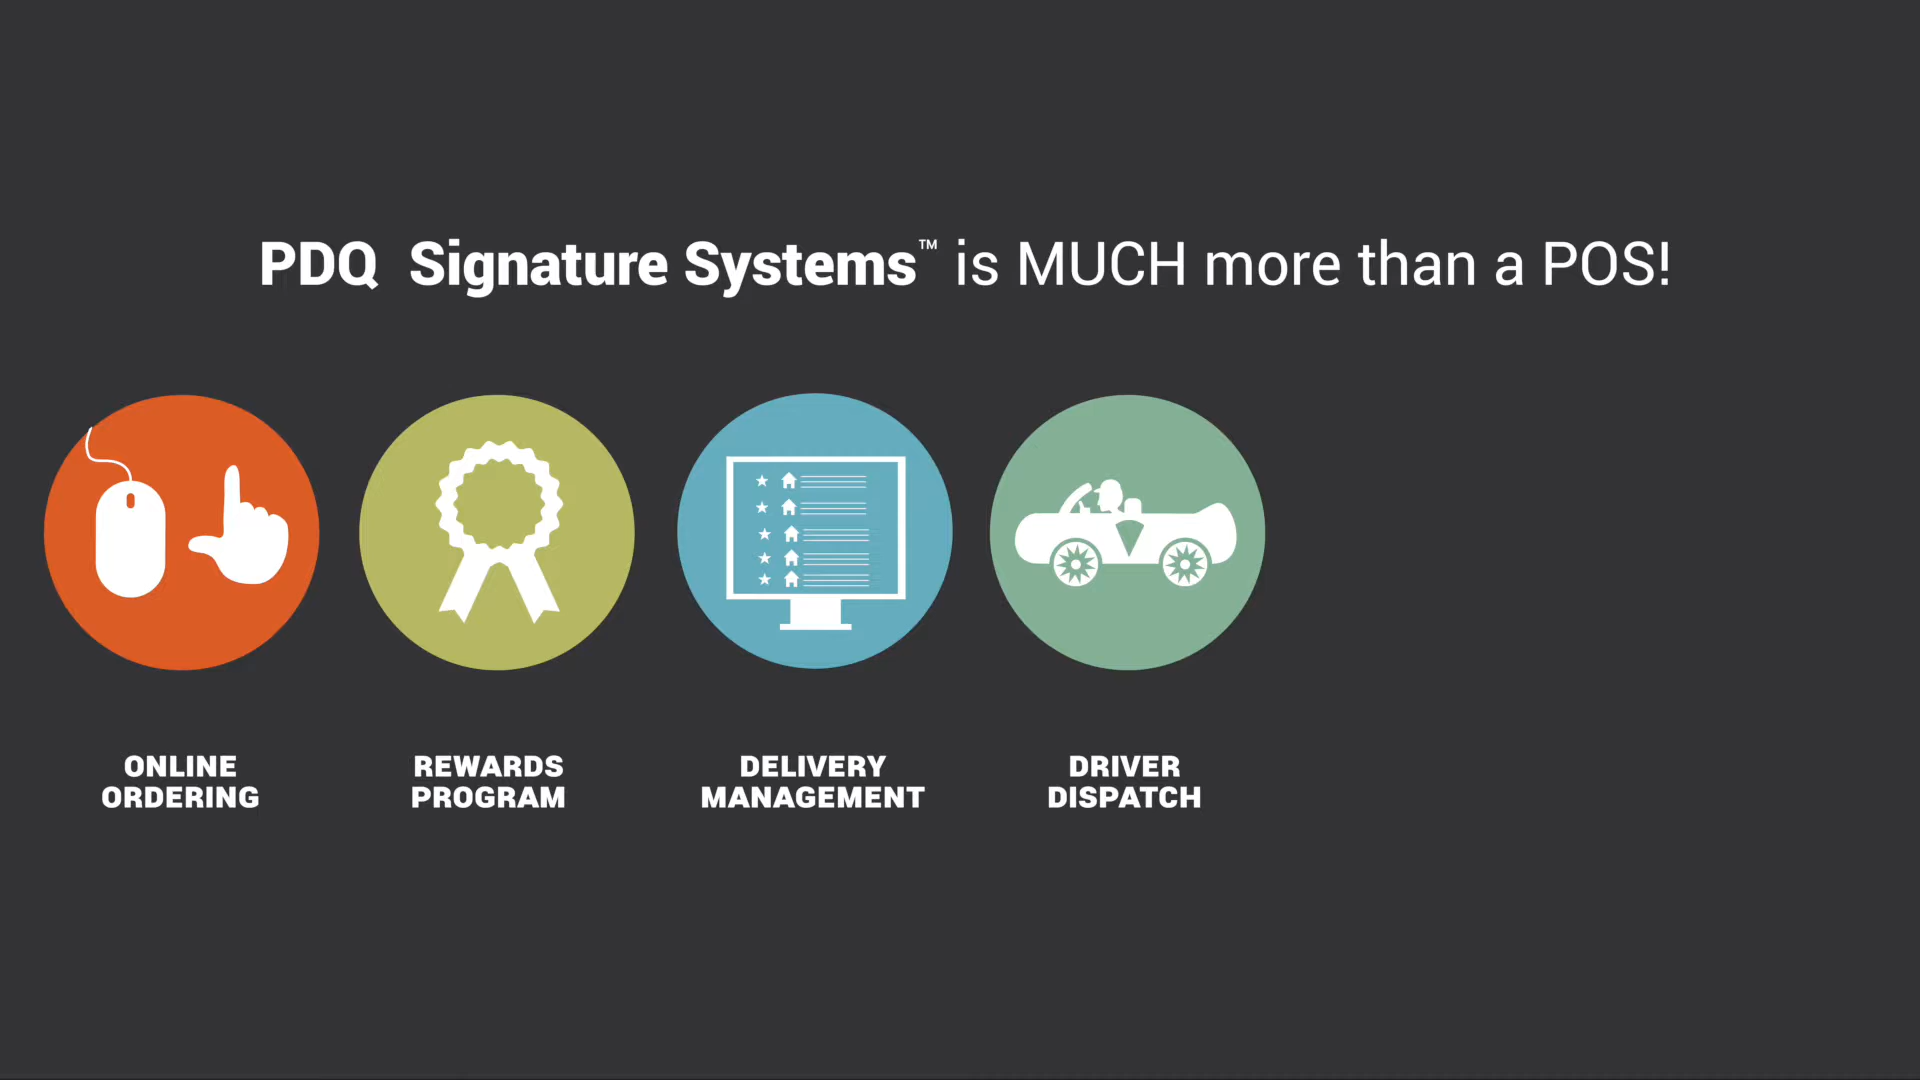 PDQ Signature Systems™ is MUCH more than a POS!
ONLINE
ORDERING
REWARDS
PROGRAM
DELIVERY
MANAGEMENT
DRIVER
DISPATCH